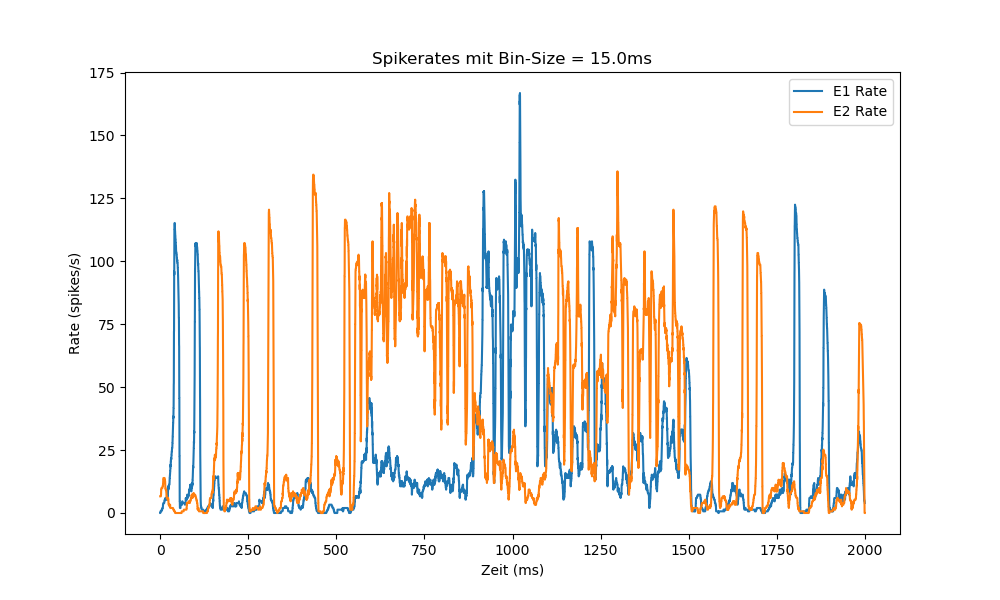 Spikerates mit Bin-Size = 15.0ms
E1 Rate
E2 Rate
Rate (spikes/s)
175
150
125
100
75
50
25
0
0 250 500 750 1000 1250 1500 1750 2000
Zeit (ms)